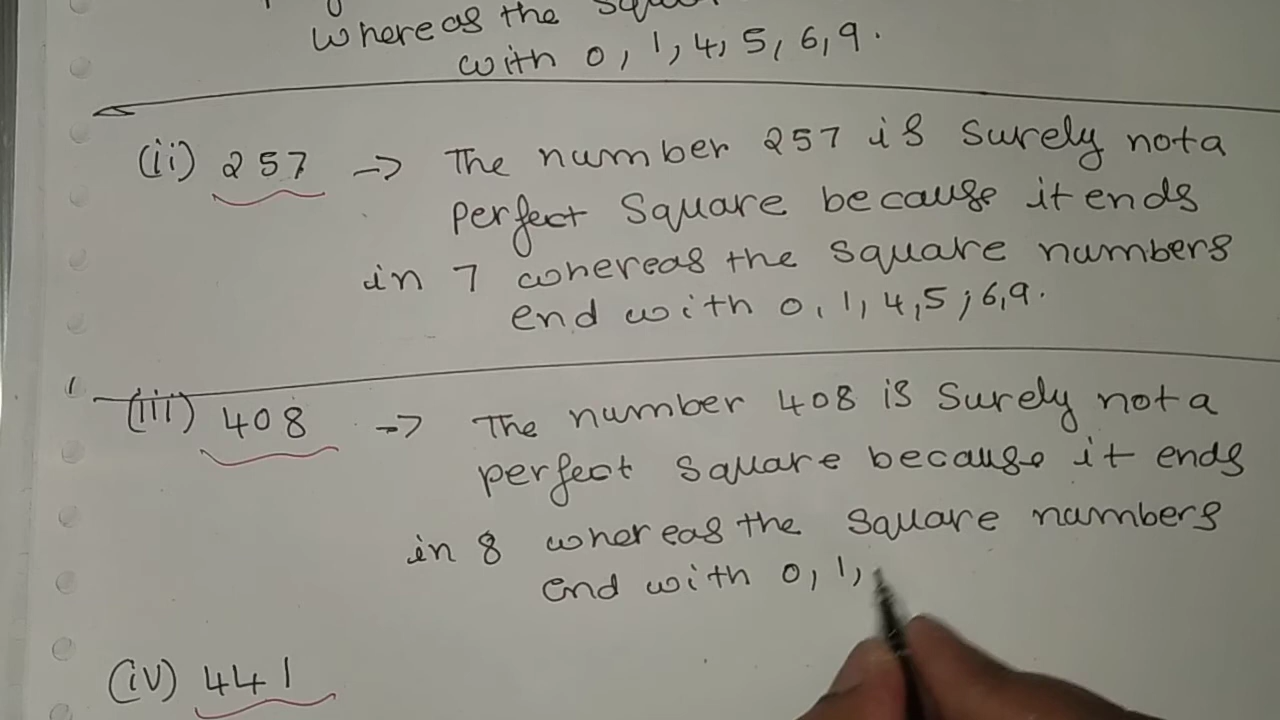 whereas the squa
with 0, 1, 4, 5, 6, 9.
(ii) 257 -> The number 257 is surely not a
perfect square because it ends
in 7 whereas the square numbers
end with 0, 1, 4, 5, 6, 9.
(iii) 408 -> The number 408 is surely not a
perfect square because it ends
in 8 whereas the square numbers
end with 0, 1,
(iv) 441